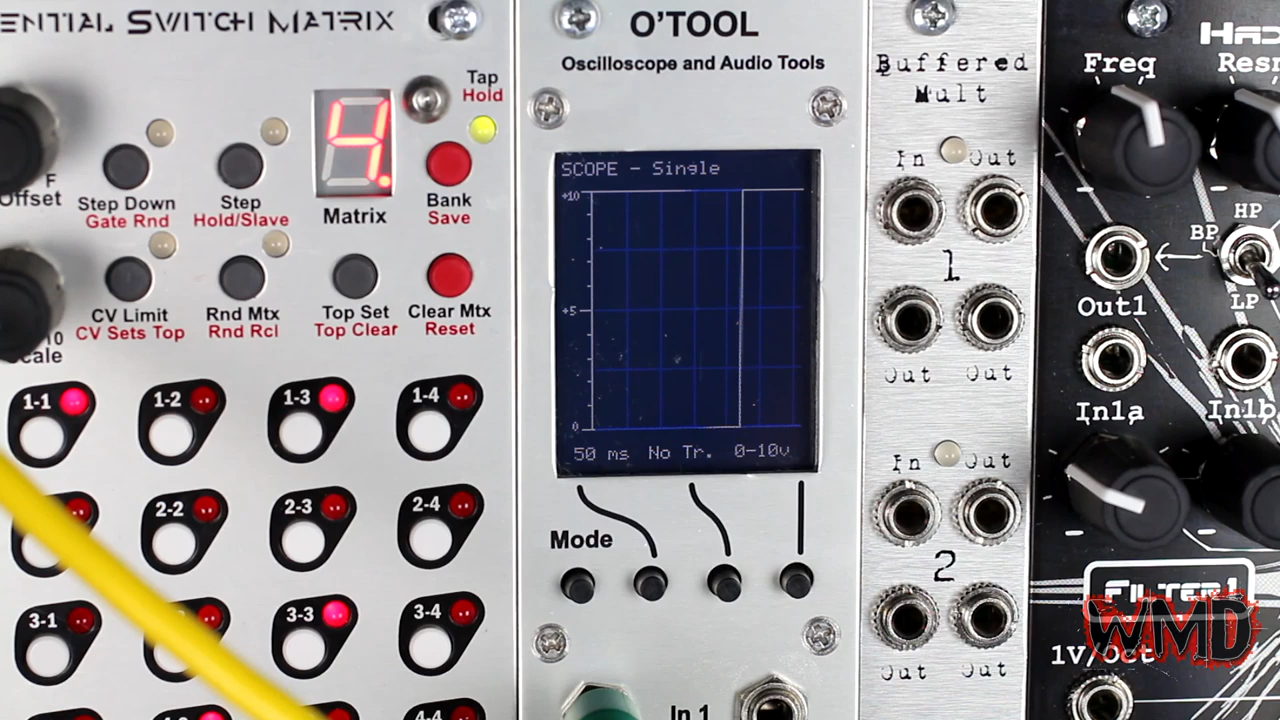 ENTIAL SWITCH MATRIX
Tap
Hold
4.
F
Offset
Step Down
Gate Rnd
Step
Hold/Slave
Matrix
Bank
Save
10
cale
CV Limit
CV Sets Top
Rnd Mtx
Rnd Rcl
Top Set
Top Clear
Clear Mtx
Reset
1-1
1-2
1-3
1-4
2-2
2-3
2-4
3-1
3-3
3-4
4-4
O'TOOL
Oscilloscope and Audio Tools
SCOPE - Single
+10
+5
0
50 ms No Tr. 0-10v
Mode
In 1
Buffered
Mult
In Out
1
Out Out
In Out
2
Out Out
Freq
HP
BP
LP
Out1
In1a
In1b
FILTER1
WMD
1V/Oct